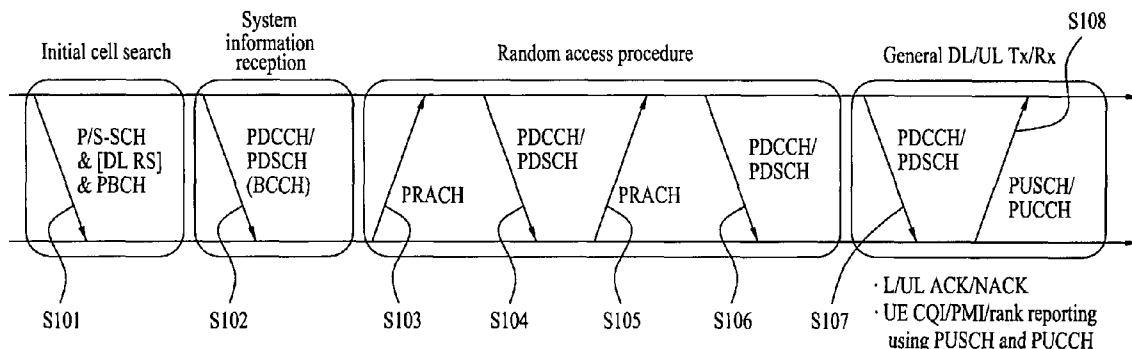 Initial cell search
System
information
reception
Random access procedure
General DL/UL Tx/Rx
S108
P/S-SCH
& [DL RS]
& PBCH
PDCCH/
PDSCH
(BCCH)
PRACH
PDCCH/
PDSCH
PRACH
PDCCH/
PDSCH
PDCCH/
PDSCH
PUSCH/
PUCCH
S101
S102
S103
S104
S105
S106
S107
· L/UL ACK/NACK
· UE CQI/PMI/rank reporting
using PUSCH and PUCCH